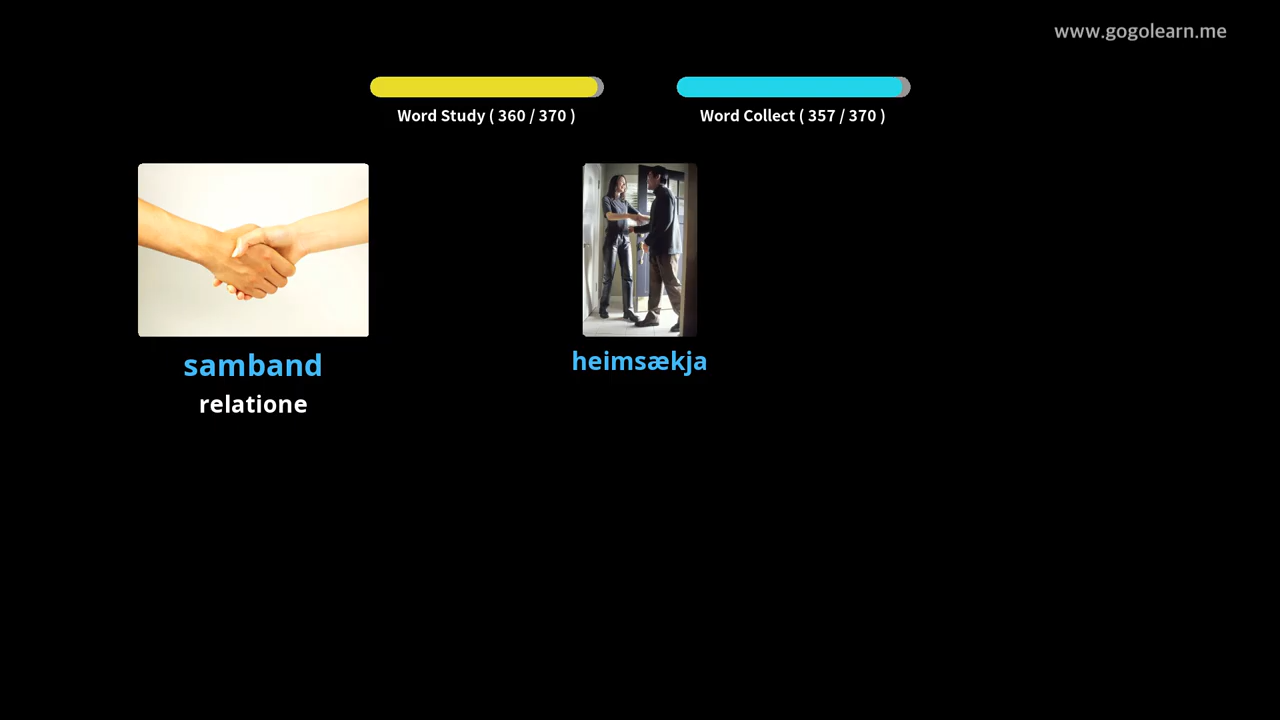 www.gogolearn.me
Word Study ( 360 / 370 )
Word Collect ( 357 / 370 )
samband
relatione
heimsækja